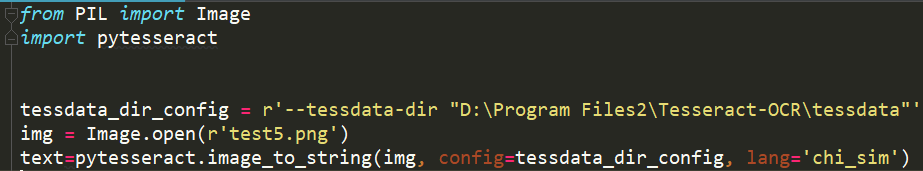 from PIL import Image
import pytesseract
tessdata_dir_config = r'--tessdata-dir "D:\Program Files2\Tesseract-OCR\tessdata"'
img = Image.open(r'test5.png')
text=pytesseract.image_to_string(img, config=tessdata_dir_config, lang='chi_sim')